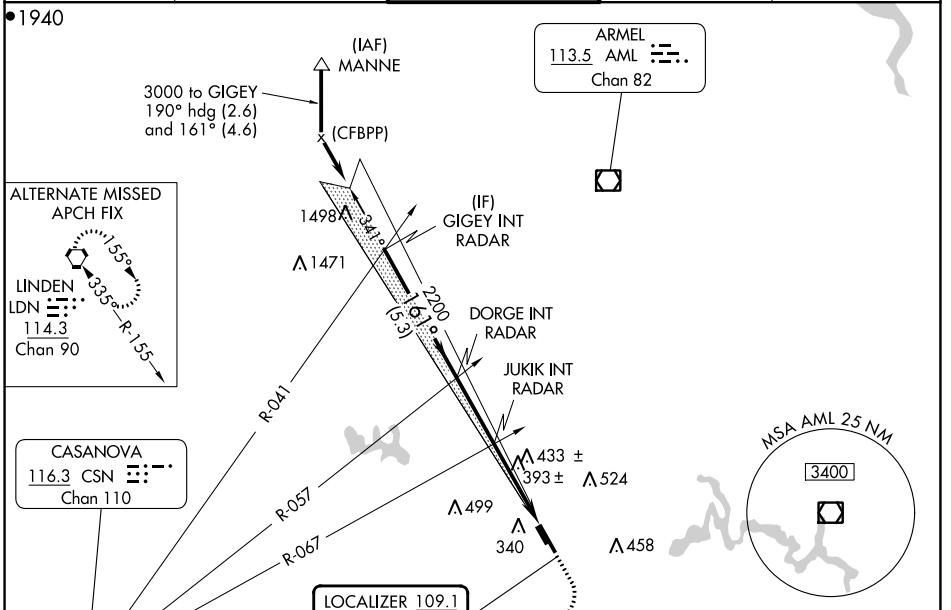 1940
(IAF)
MANNE
3000 to GIGEY
190° hdg (2.6)
and 161° (4.6)
(CFBPP)
ARMEL
113.5 AML
Chan 82
ALTERNATE MISSED
APCH FIX
155°
LINDEN
LDN
114.3
Chan 90
335°
R-155
1498
1471
341°
(IF)
GIGEY INT
RADAR
2200
161°
(5.3)
DORGE INT
RADAR
JUKIK INT
RADAR
R-041
R-057
R-067
CASANOVA
116.3 CSN
Chan 110
433 ±
393 ±
524
499
340
458
MSA AML 25 NM
3400
LOCALIZER 109.1